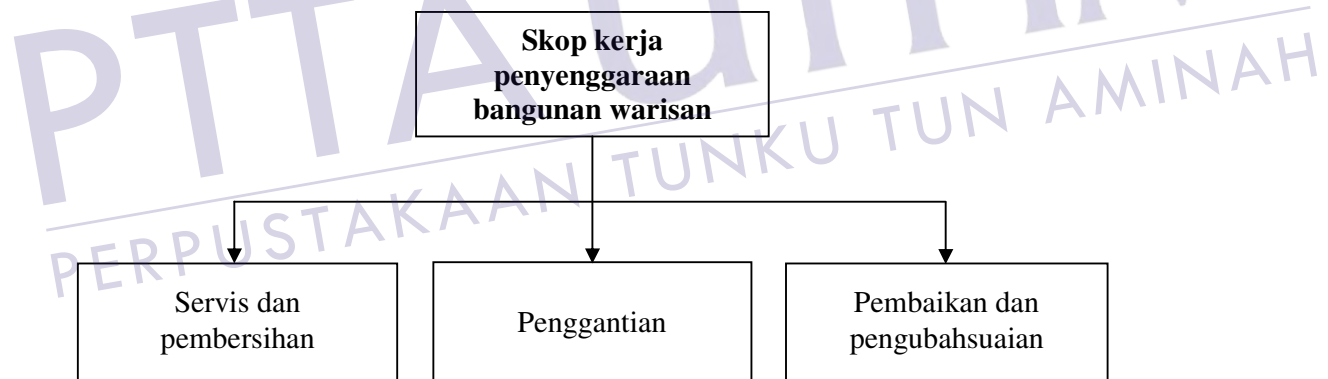 Skop kerja
penyenggaraan
bangunan warisan
PTTA
PERPUSTAKAAN TUNKU TUN AMINAH
Servis dan
pembersihan
Penggantian
Pembaikan dan
pengubahsuaian